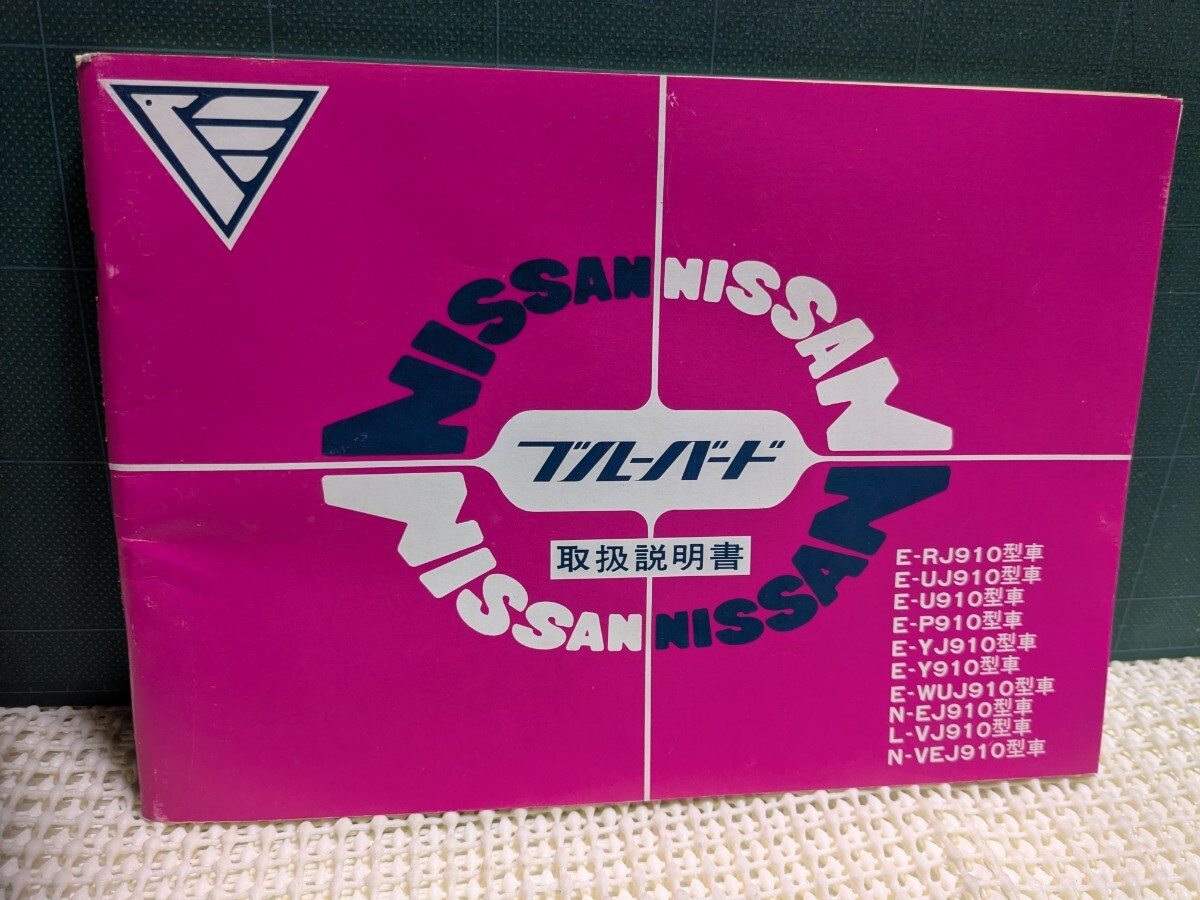 NISSAN NISSAN
ブルーバード
取扱説明書
NISSAN NISSAN
E-RJ910型車
E-UJ910型車
E-U910型車
E-P910型車
E-YJ910型車
E-Y910型車
E-WUJ910型車
N-EJ910型車
L-VJ910型車
N-VEJ910型車